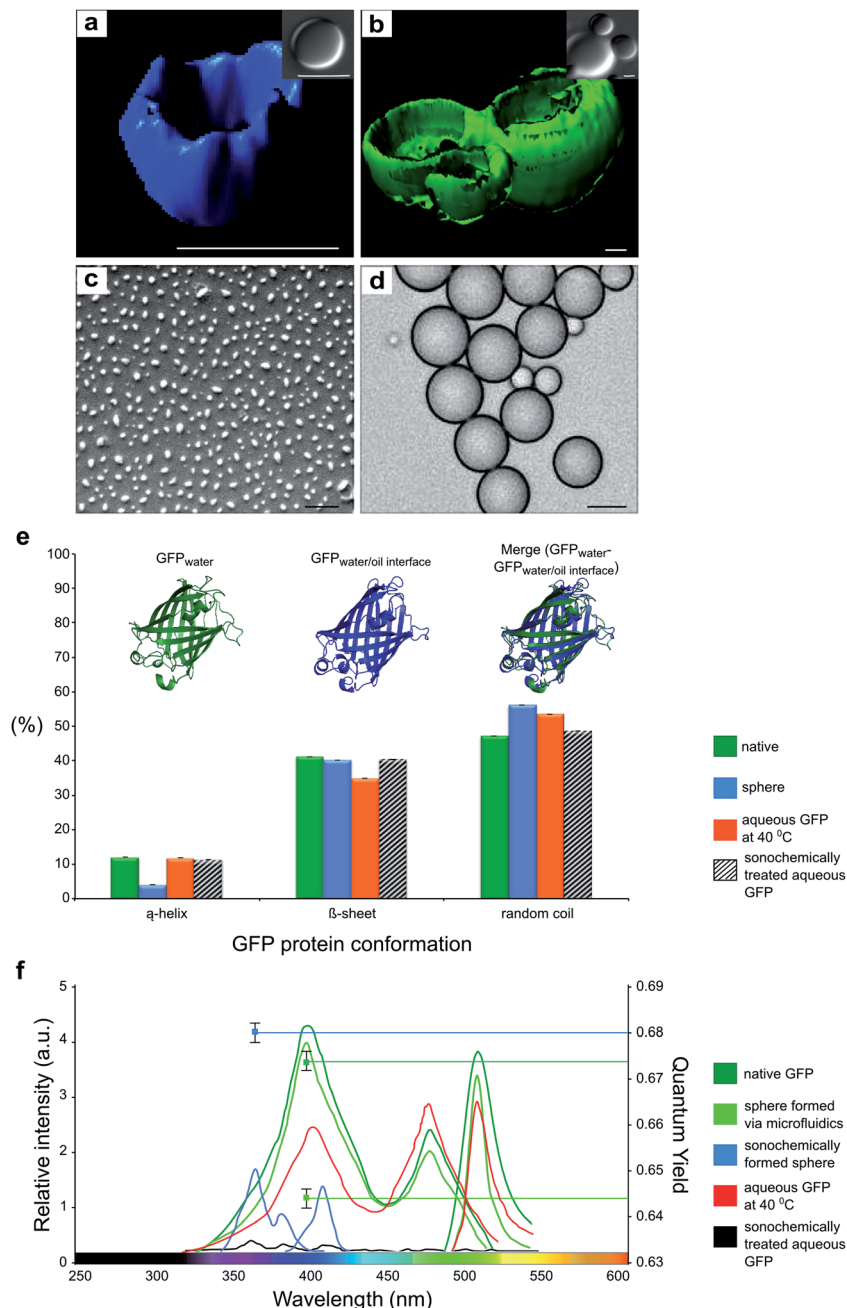 a
b
c
d
e
100
90
80
70
60
50
40
30
20
10
0
(%)
GFPwater
GFPwater/oil interface
Merge (GFPwater-
GFPwater/oil interface)
ą-helix
ß-sheet
random coil
GFP protein conformation
native
sphere
aqueous GFP
at 40 ⁰C
sonochemically
treated aqueous
GFP
f
5
4
3
2
1
0
Relative intensity (a.u.)
0.69
0.68
0.67
0.66
0.65
0.64
0.63
Quantum Yield
250 300 350 400 450 500 550 600
Wavelength (nm)
native GFP
sphere formed
via microfluidics
sonochemically
formed sphere
aqueous GFP
at 40 ⁰C
sonochemically
treated aqueous
GFP